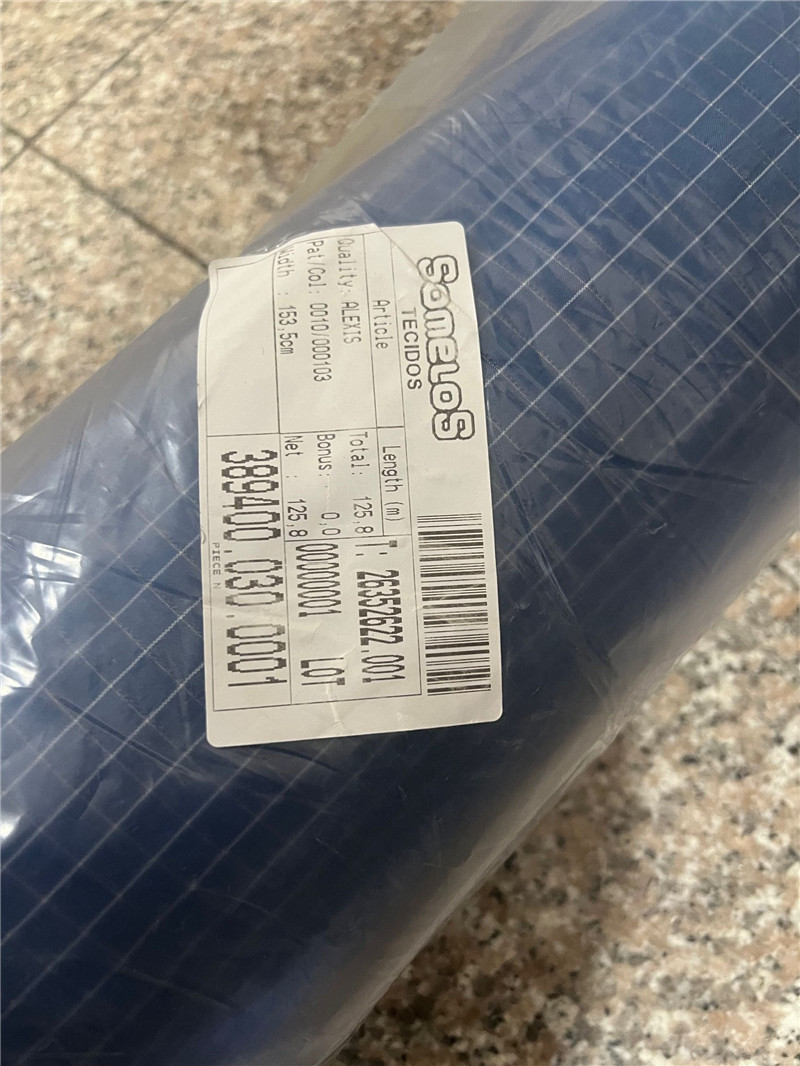 SOMELOS
TECIDOS
Article
Quality: ALEXIS
Pat/Col: 0010/000103
Width : 153,5cm
Length (m)
Total: 125,8
Bonus: 0,0
Net : 125,8
26352622.001
00000001 LOT
389400.030.0001
PIECE N